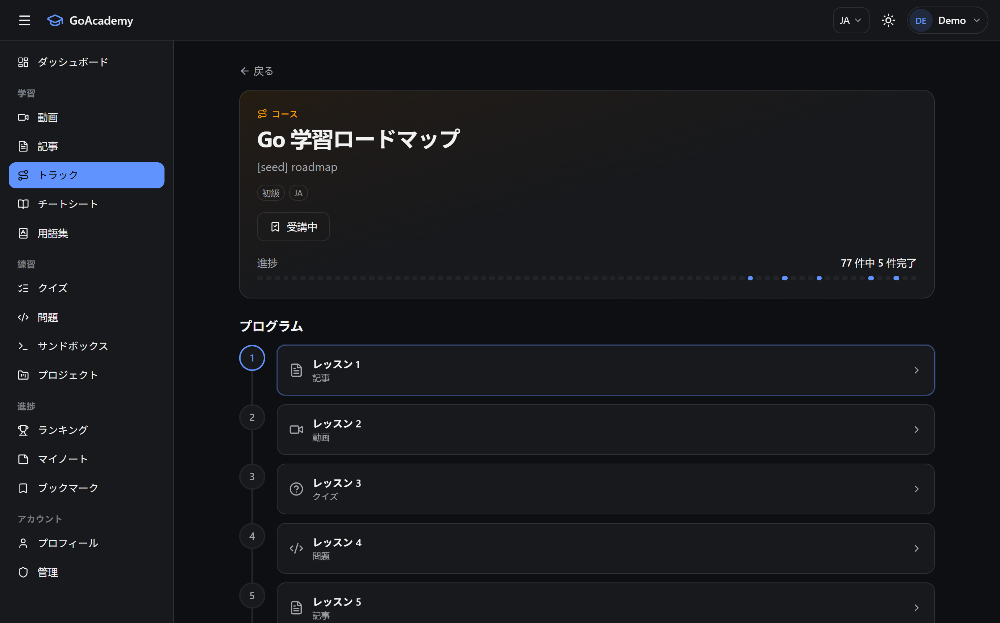 GoAcademy
JA
DE
Demo
ダッシュボード
学習
動画
記事
トラック
チートシート
用語集
練習
クイズ
問題
サンドボックス
プロジェクト
進捗
ランキング
マイノート
ブックマーク
アカウント
プロフィール
管理
戻る
コース
Go 学習ロードマップ
[seed] roadmap
初級
JA
受講中
進捗
77 件中 5 件完了
プログラム
1
レッスン 1
記事
2
レッスン 2
動画
3
レッスン 3
クイズ
4
レッスン 4
問題
5
レッスン 5
記事